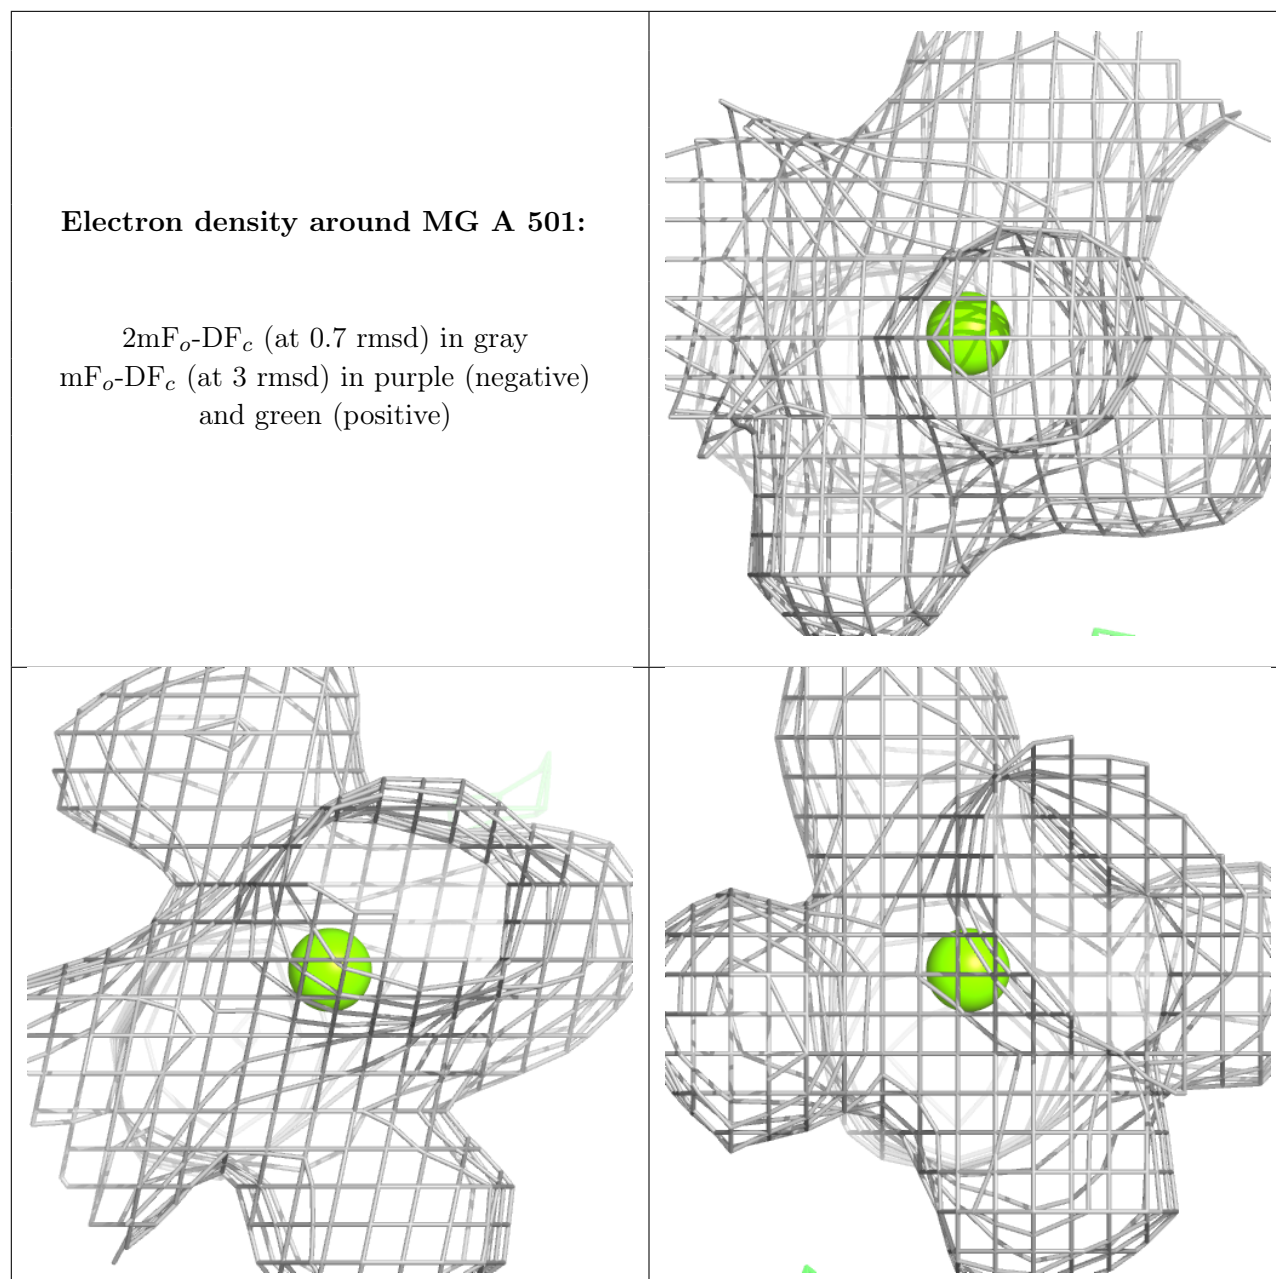 Electron density around MG A 501:
2mFo-DFc (at 0.7 rmsd) in gray
mFo-DFc (at 3 rmsd) in purple (negative)
and green (positive)